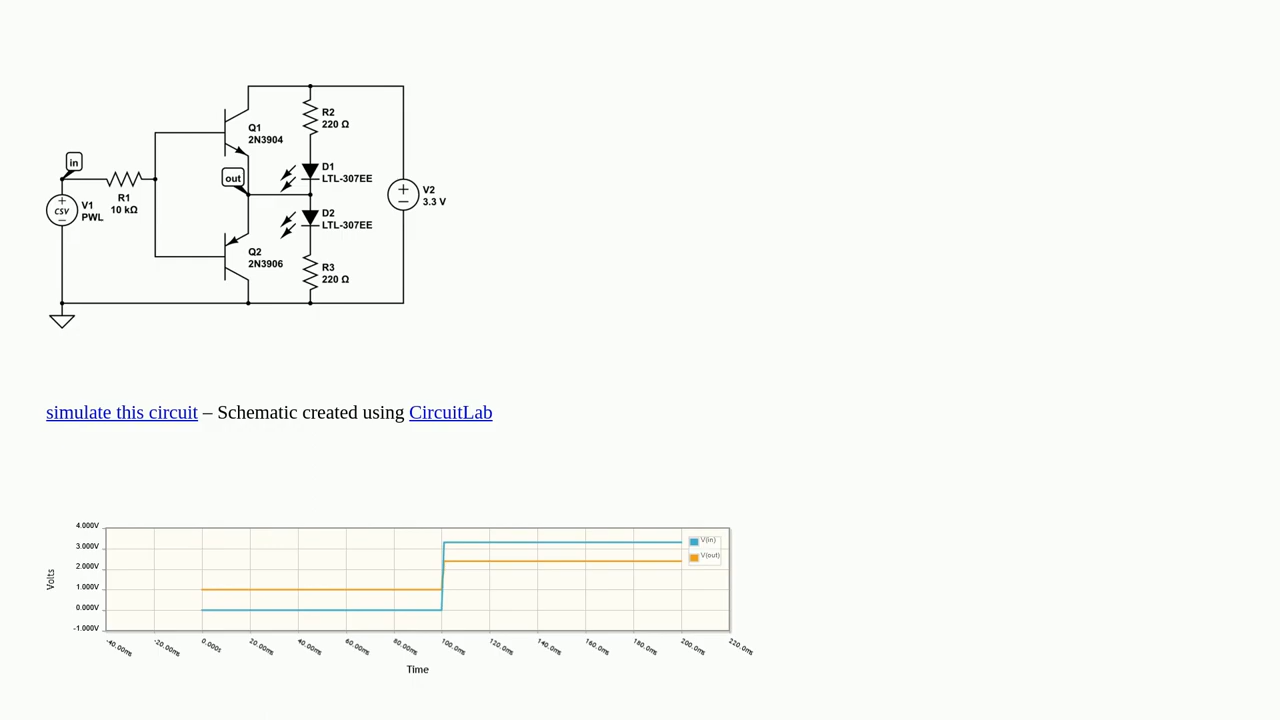 R2
220 Ω
Q1
2N3904
in
D1
LTL-307EE
out
R1
10 kΩ
CSV
V1
PWL
V2
3.3 V
D2
LTL-307EE
Q2
2N3906
R3
220 Ω
simulate this circuit – Schematic created using CircuitLab
4.000V
3.000V
2.000V
1.000V
0.000V
-1.000V
Volts
V(in)
V(out)
-40.00ms
-20.00ms
0.000s
20.00ms
40.00ms
60.00ms
80.00ms
100.0ms
120.0ms
140.0ms
160.0ms
180.0ms
200.0ms
220.0ms
Time